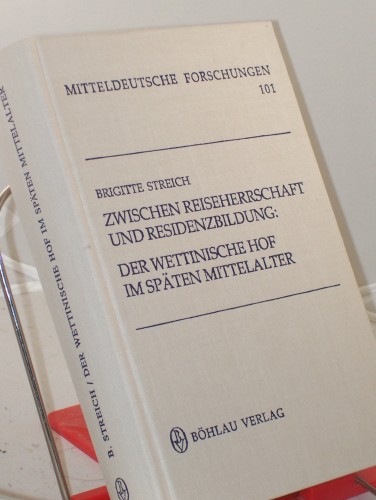 MITTELDEUTSCHE FORSCHUNGEN
101
BRIGITTE STREICH
ZWISCHEN REISEHERRSCHAFT
UND RESIDENZBILDUNG:
DER WETTINISCHE HOF
IM SPÄTEN MITTELALTER
BÖHLAU VERLAG
B. STREICH / DER WETTINISCHE HOF IM SPÄTEN MITTELALTER